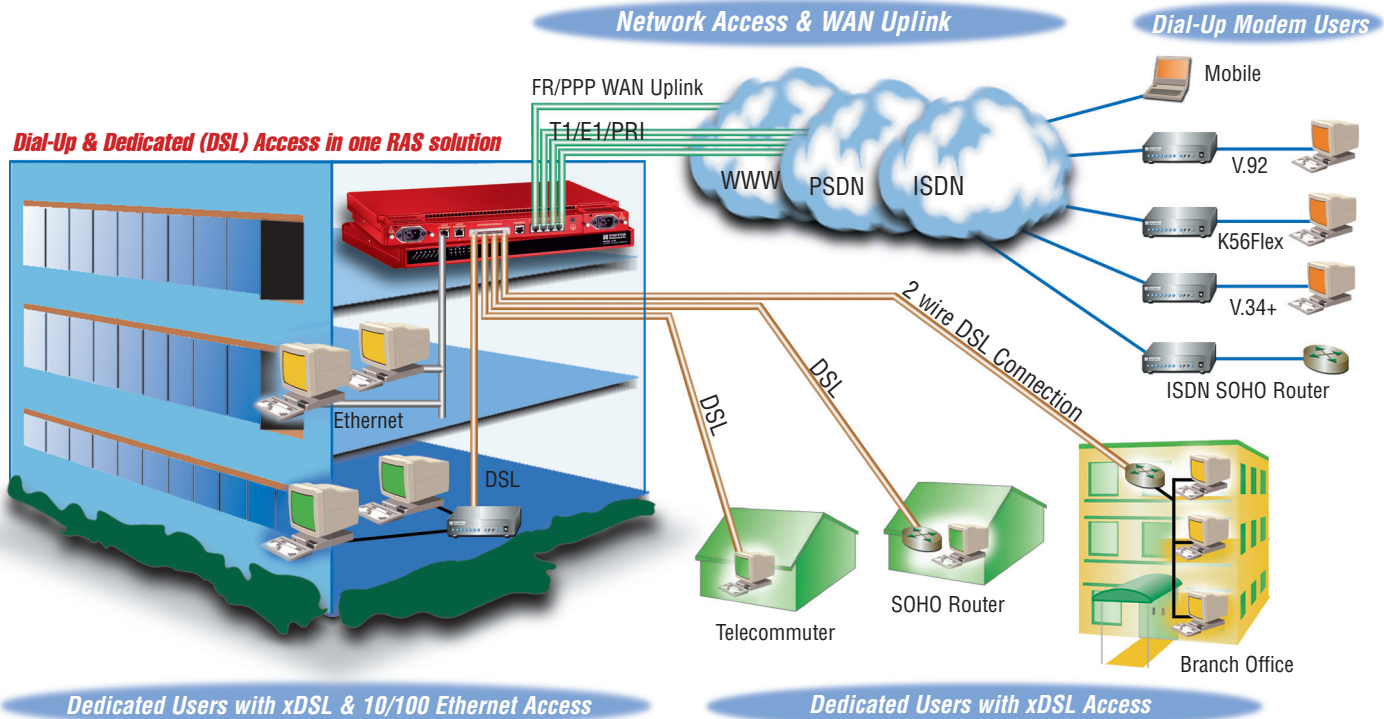 Network Access & WAN Uplink
Dial-Up Modem Users
Mobile
FR/PPP WAN Uplink
T1/E1/PRI
Dial-Up & Dedicated (DSL) Access in one RAS solution
WWW
PSDN
ISDN
V.92
K56Flex
V.34+
ISDN SOHO Router
2 wire DSL Connection
DSL
DSL
Ethernet
DSL
SOHO Router
Telecommuter
Branch Office
Dedicated Users with xDSL & 10/100 Ethernet Access
Dedicated Users with xDSL Access